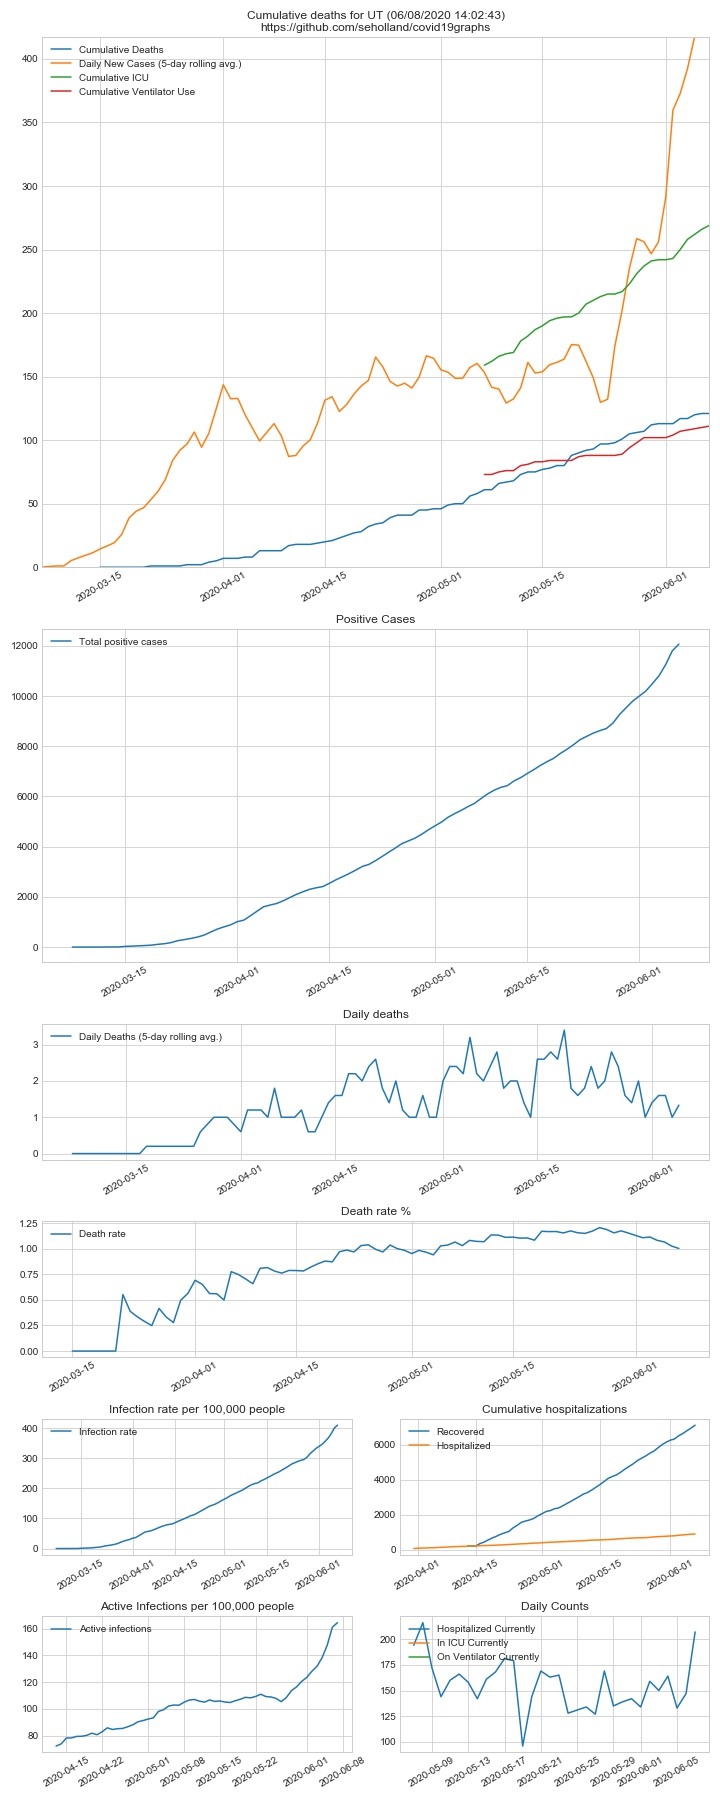 Cumulative deaths for UT (06/08/2020 14:02:43)
https://github.com/seholland/covid19graphs
Cumulative Deaths
Daily New Cases (5-day rolling avg.)
Cumulative ICU
Cumulative Ventilator Use
400
350
300
250
200
150
100
50
0
2020-03-15 2020-04-01 2020-04-15 2020-05-01 2020-05-15 2020-06-01
Positive Cases
Total positive cases
12000
10000
8000
6000
4000
2000
0
2020-03-15 2020-04-01 2020-04-15 2020-05-01 2020-05-15 2020-06-01
Daily deaths
Daily Deaths (5-day rolling avg.)
3
2
1
0
2020-03-15 2020-04-01 2020-04-15 2020-05-01 2020-05-15 2020-06-01
Death rate %
Death rate
1.25
1.00
0.75
0.50
0.25
0.00
2020-03-15 2020-04-01 2020-04-15 2020-05-01 2020-05-15 2020-06-01
Infection rate per 100,000 people
Infection rate
400
300
200
100
0
2020-03-15 2020-04-01 2020-04-15 2020-05-01 2020-05-15 2020-06-01
Cumulative hospitalizations
Recovered
Hospitalized
6000
4000
2000
0
2020-04-01 2020-04-15 2020-05-01 2020-05-15 2020-06-01
Active Infections per 100,000 people
Active infections
160
140
120
100
80
2020-04-15 2020-04-22 2020-05-01 2020-05-08 2020-05-15 2020-05-22 2020-06-01 2020-06-08
Daily Counts
Hospitalized Currently
In ICU Currently
On Ventilator Currently
200
175
150
125
100
2020-05-09 2020-05-13 2020-05-17 2020-05-21 2020-05-25 2020-05-29 2020-06-01 2020-06-05